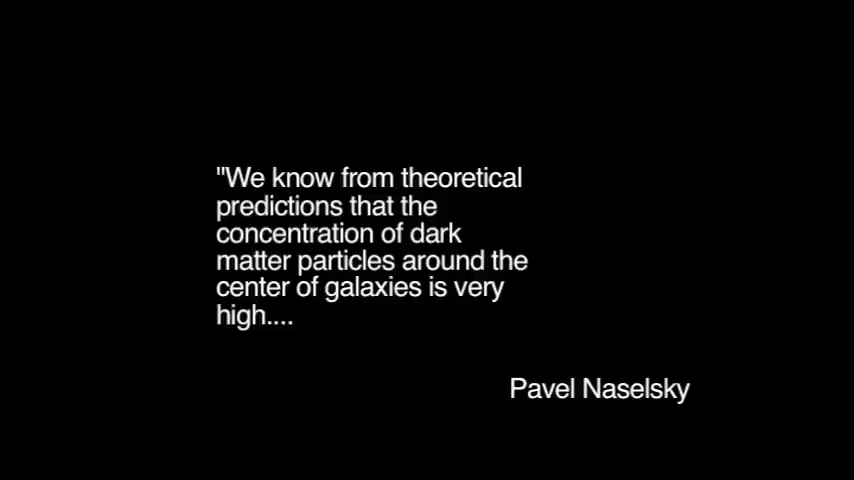 "We know from theoretical
predictions that the
concentration of dark
matter particles around the
center of galaxies is very
high....
Pavel Naselsky